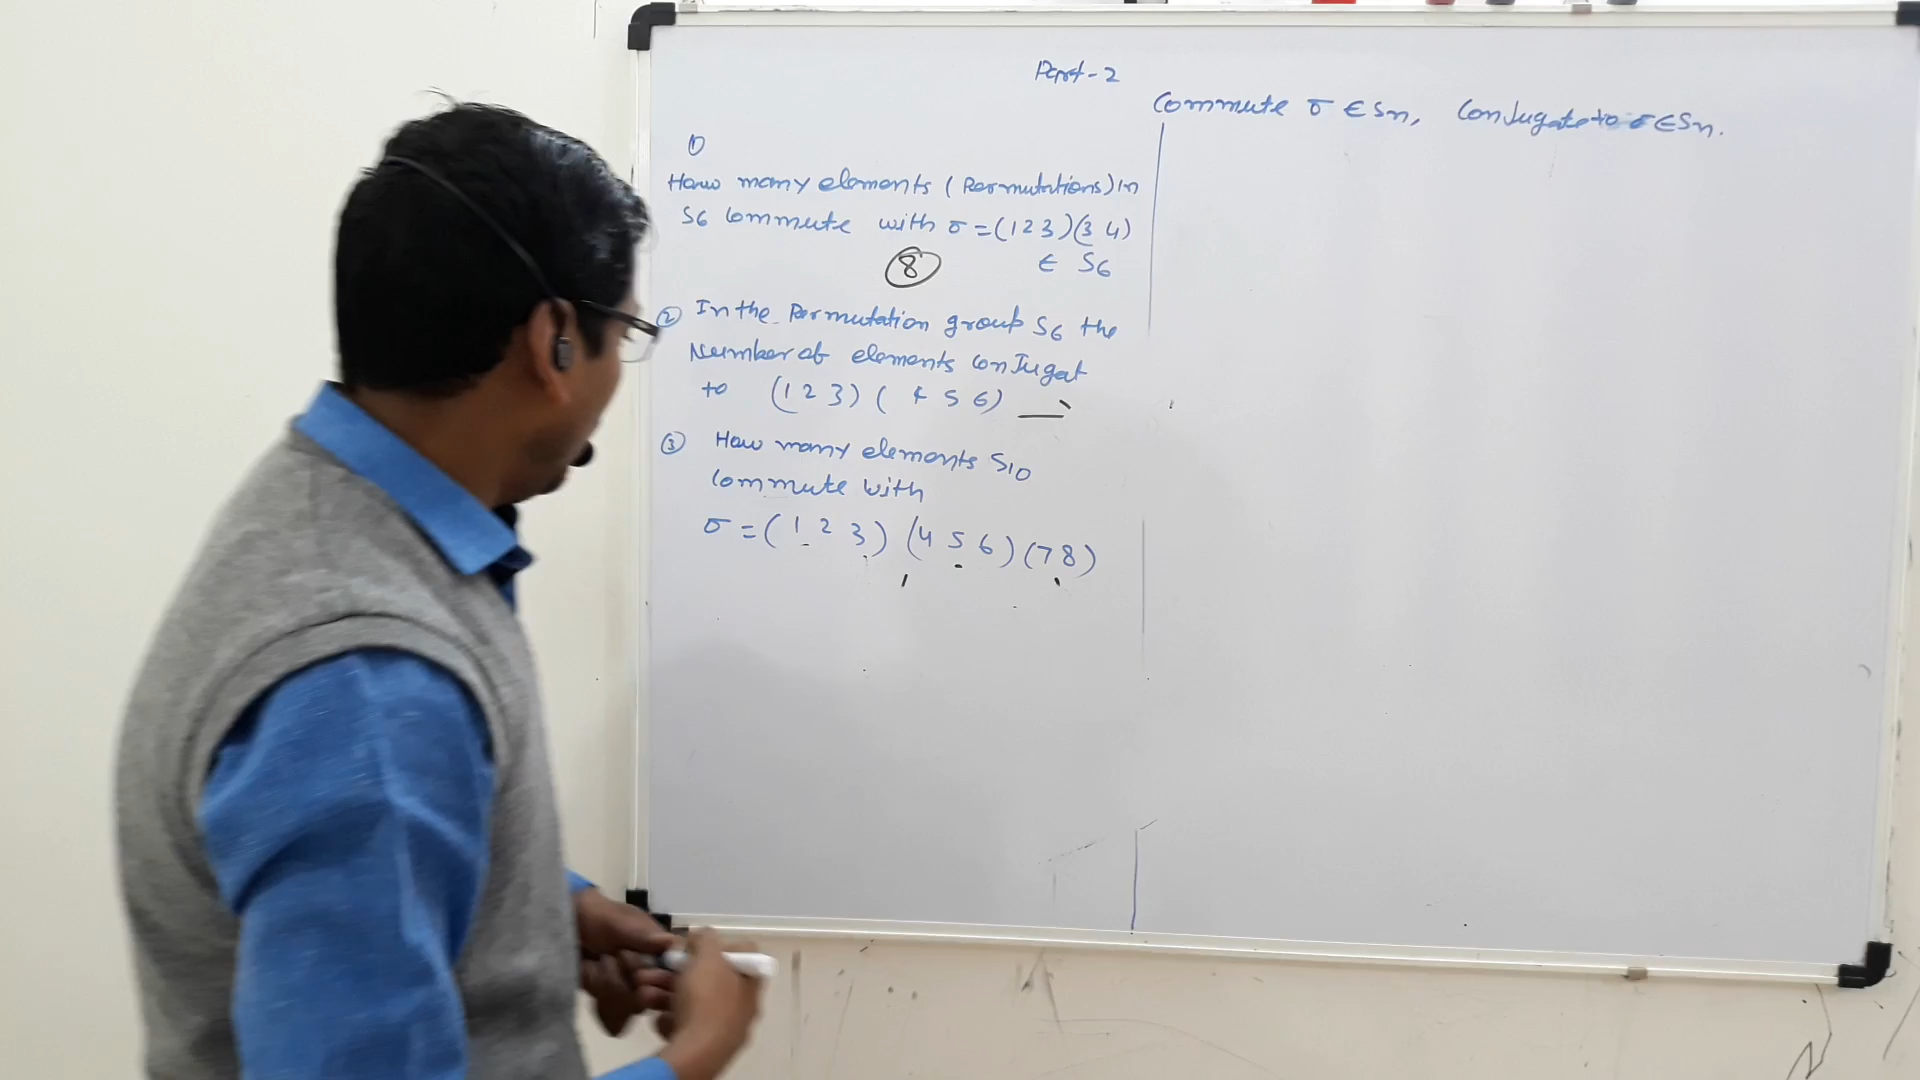 Part-2
Commute σ ∈ Sn, Conjugate to σ ∈ Sn.
①
How many elements (Permutations) in
S6 Commute with σ = (1 2 3)(3 4)
∈ S6
8
② In the Permutation group S6 the
Number of elements conJugat
to (1 2 3) ( 4 5 6) __
③ How many elements S10
Commute with
σ = ( 1 2 3 ) (4 5 6) (7 8)